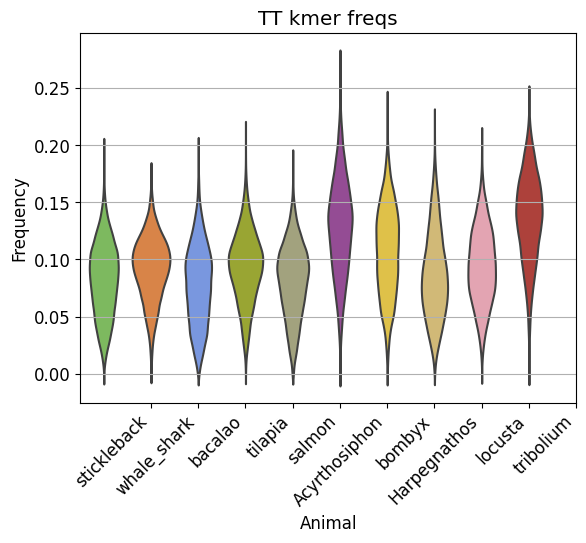 TT kmer freqs
Frequency
0.25
0.20
0.15
0.10
0.05
0.00
stickleback
whale_shark
bacalao
tilapia
salmon
Acyrthosiphon
bombyx
Harpegnathos
locusta
tribolium
Animal